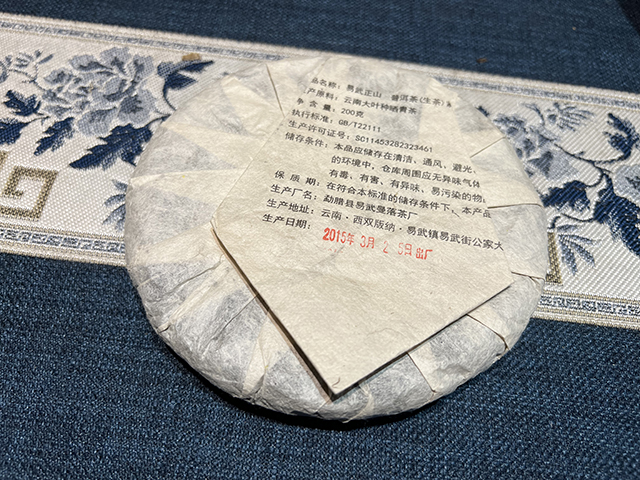 品名称：易武正山 普洱茶(生茶)
产原料：云南大叶种晒青茶
净 含 量：200克
执行标准：GB/T22111
生产许可证号：SC11453282323461
储存条件：本品应储存在清洁、通风、避光、
的环境中，仓库周围应无异味气体
有毒、有害、有异味、易污染的物
保 质 期：在符合本标准的储存条件下，本产品
生产厂名：勐腊县易武曼落茶厂
生产地址：云南·西双版纳·易武镇易武街公家大
生产日期：2015年 3月 2 5日出厂